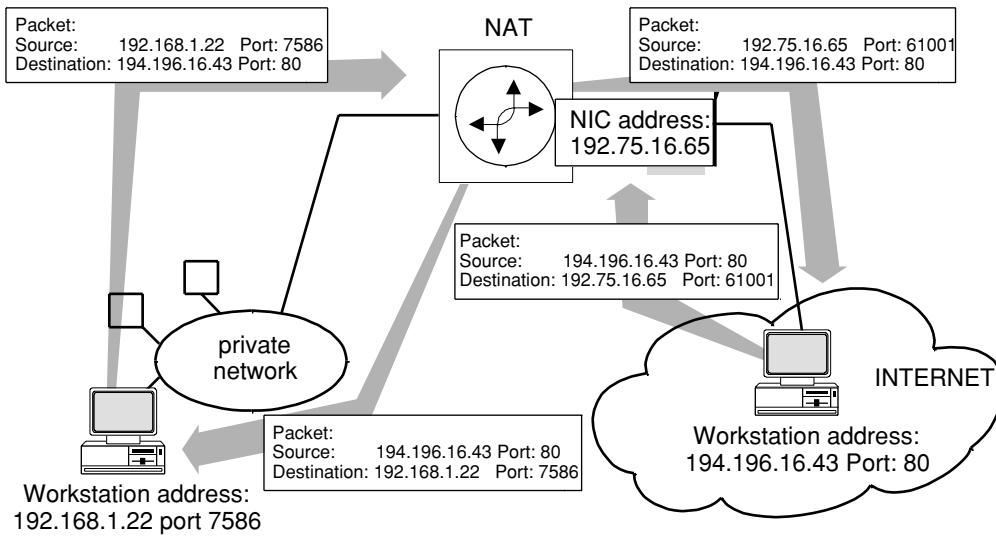 Packet:
Source: 192.168.1.22 Port: 7586
Destination: 194.196.16.43 Port: 80
NAT
Packet:
Source: 192.75.16.65 Port: 61001
Destination: 194.196.16.43 Port: 80
NIC address:
192.75.16.65
Packet:
Source: 194.196.16.43 Port: 80
Destination: 192.75.16.65 Port: 61001
private
network
INTERNET
Packet:
Source: 194.196.16.43 Port: 80
Destination: 192.168.1.22 Port: 7586
Workstation address:
194.196.16.43 Port: 80
Workstation address:
192.168.1.22 port 7586